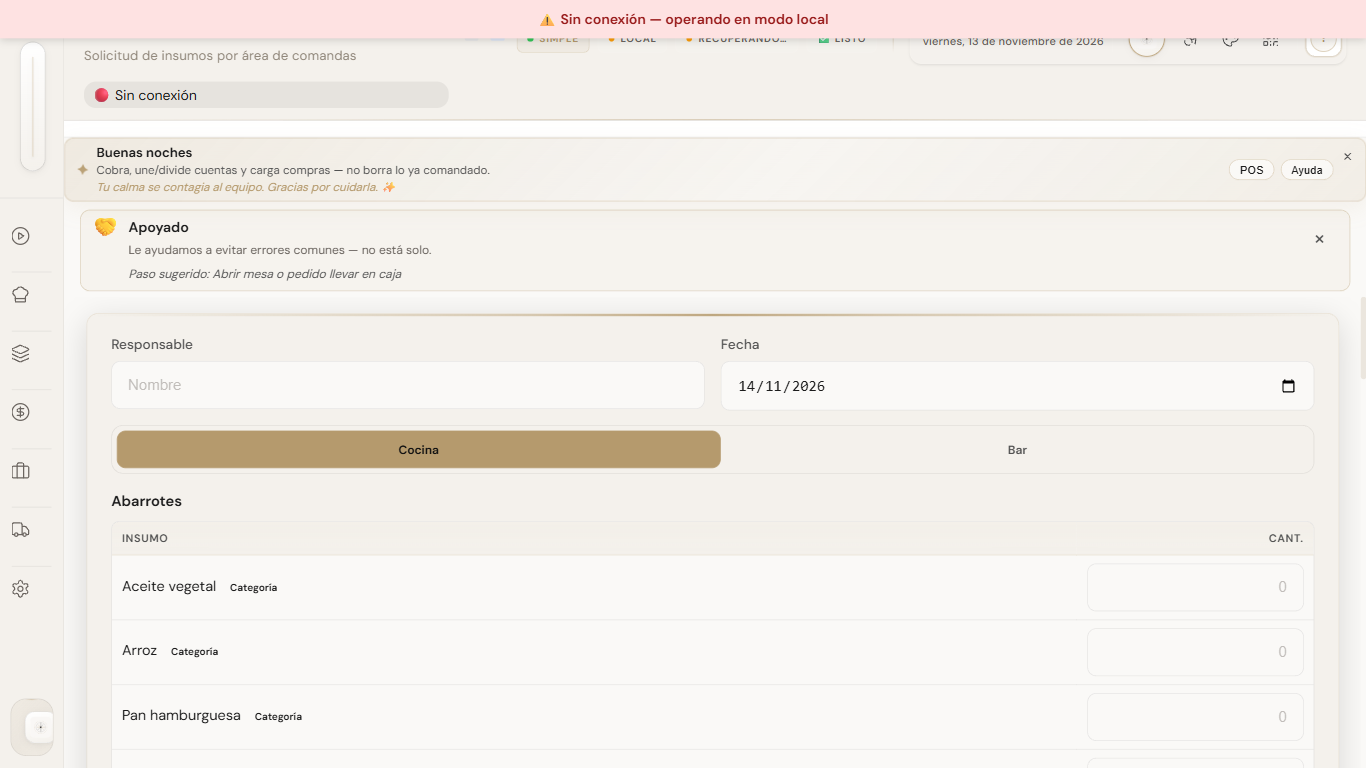 ⚠️ Sin conexión — operando en modo local
SIMPLE
LOCAL
RECUPERANDO…
LISTO
viernes, 13 de noviembre de 2026
Solicitud de insumos por área de comandas
Sin conexión
Buenas noches
Cobra, une/divide cuentas y carga compras — no borra lo ya comandado.
Tu calma se contagia al equipo. Gracias por cuidarla. ✨
POS
Ayuda
Apoyado
Le ayudamos a evitar errores comunes — no está solo.
Paso sugerido: Abrir mesa o pedido llevar en caja
Responsable
Fecha
Nombre
14/11/2026
Cocina
Bar
Abarrotes
INSUMO
CANT.
Aceite vegetal Categoría
0
Arroz Categoría
0
Pan hamburguesa Categoría
0